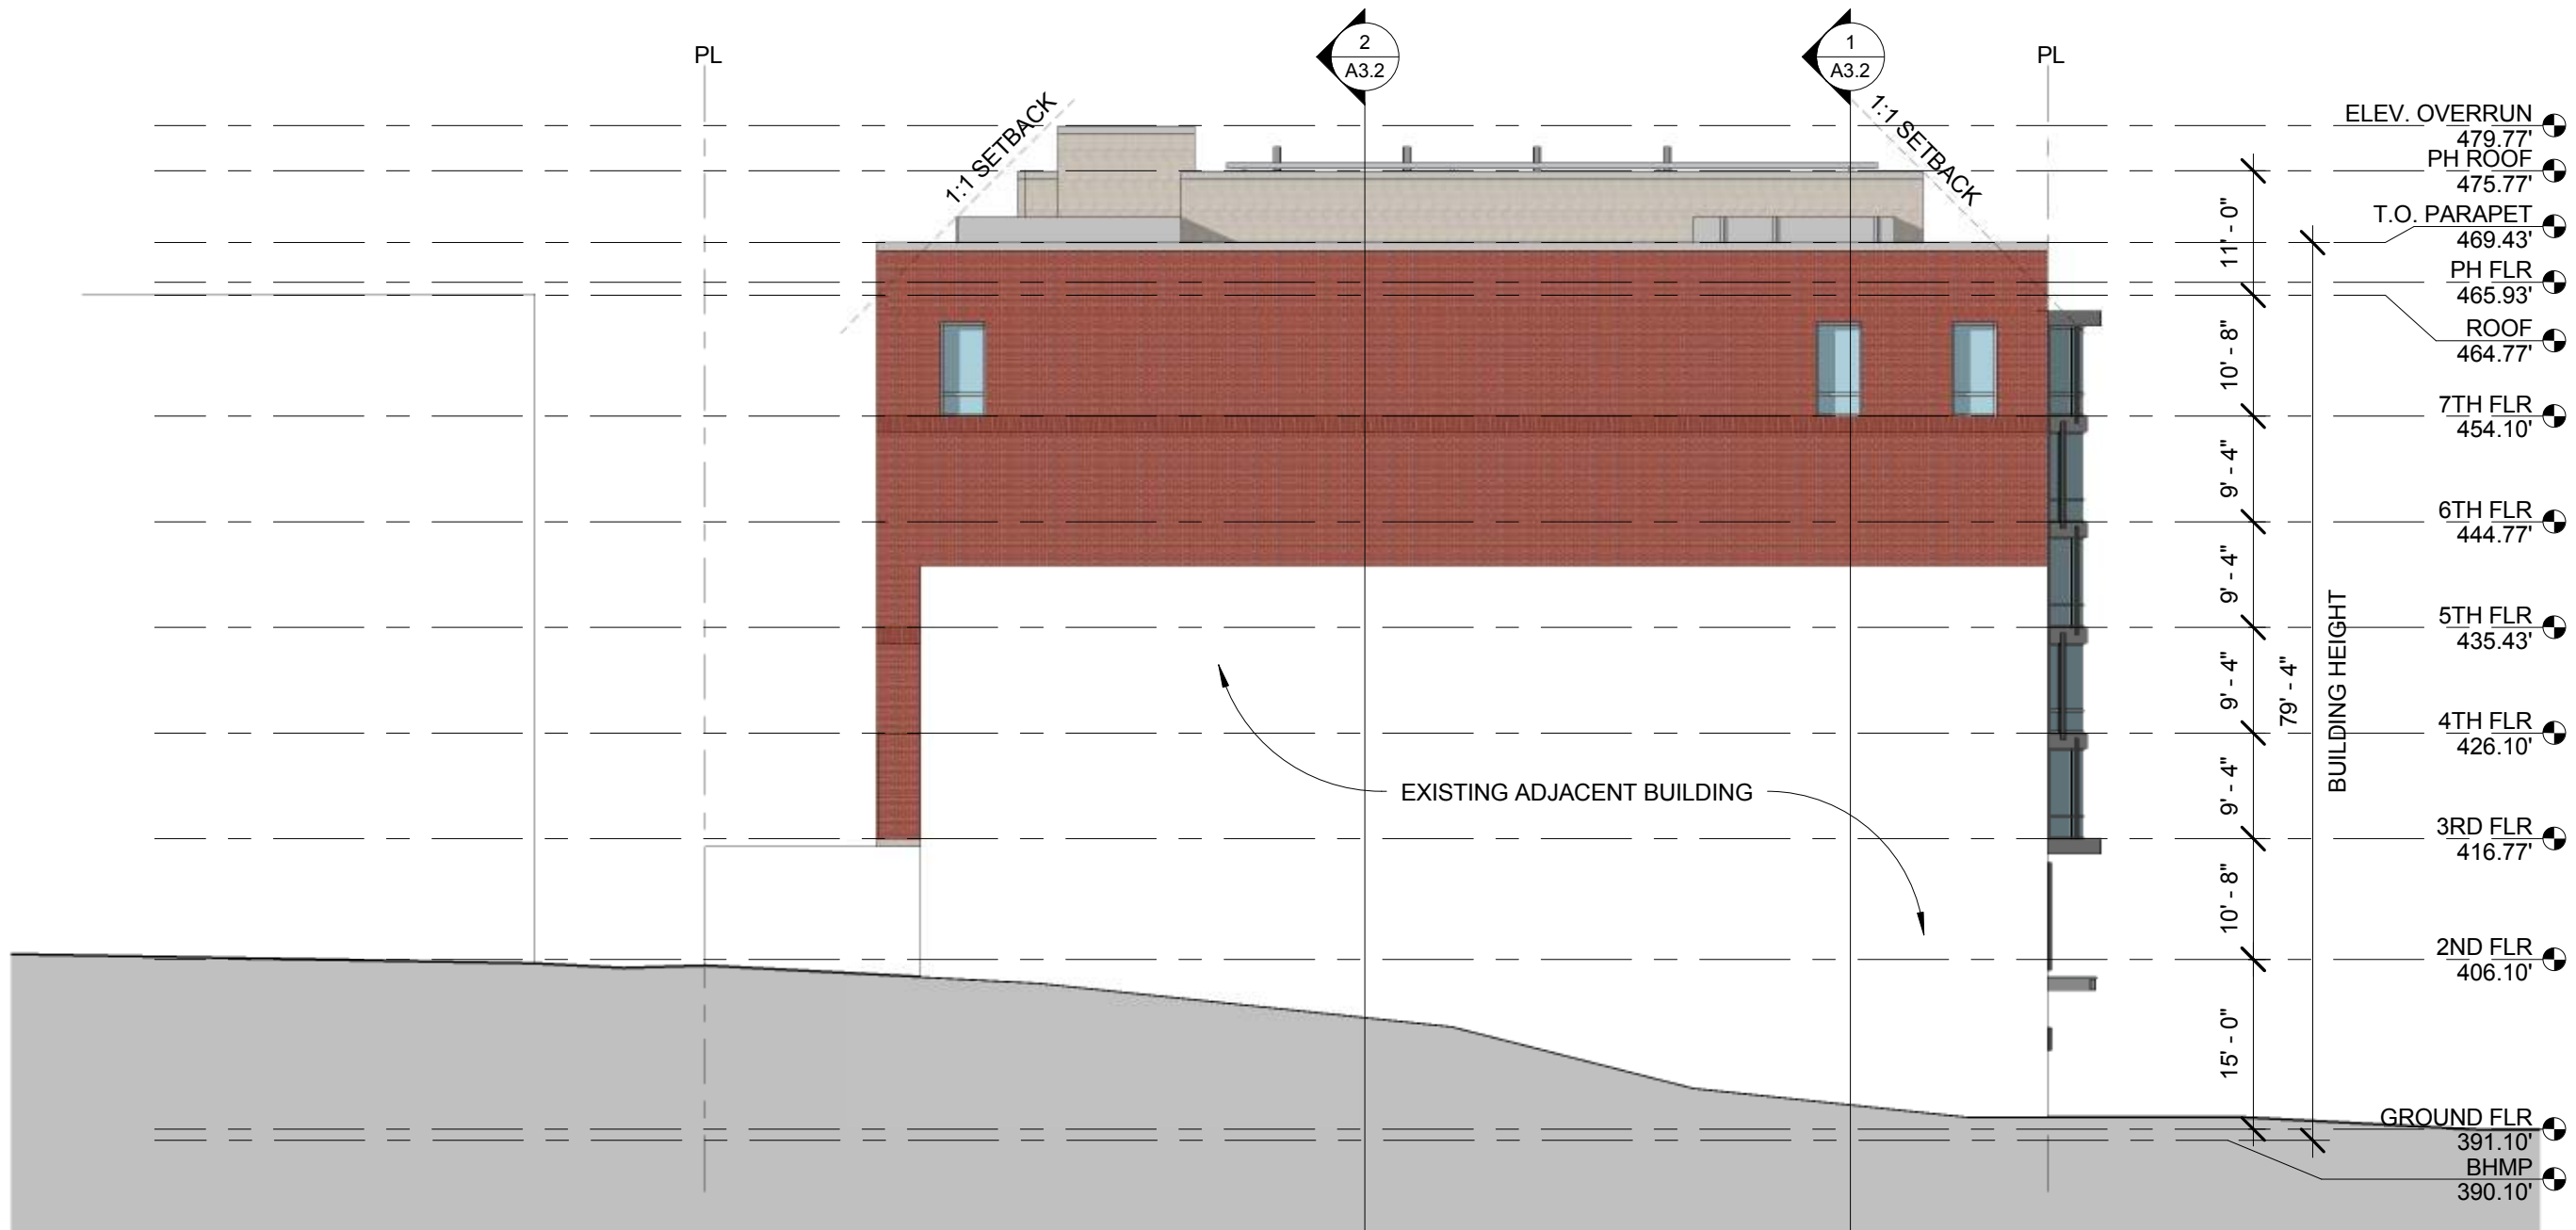 PL
2
A3.2
1
A3.2
PL
1:1 SETBACK
1:1 SETBACK
ELEV. OVERRUN
479.77'
PH ROOF
475.77'
T.O. PARAPET
469.43'
PH FLR
465.93'
ROOF
464.77'
7TH FLR
454.10'
6TH FLR
444.77'
5TH FLR
435.43'
4TH FLR
426.10'
3RD FLR
416.77'
2ND FLR
406.10'
GROUND FLR
391.10'
BHMP
390.10'
11' - 0"
10' - 8"
9' - 4"
9' - 4"
9' - 4"
9' - 4"
10' - 8"
15' - 0"
79' - 4"
BUILDING HEIGHT
EXISTING ADJACENT BUILDING